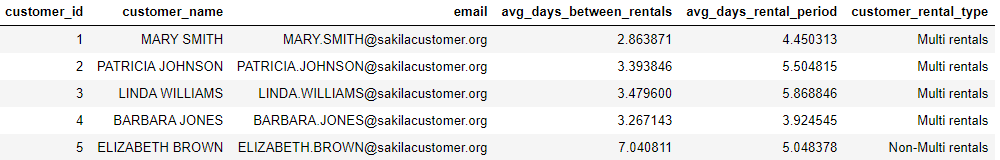 customer_id customer_name email avg_days_between_rentals avg_days_rental_period customer_rental_type
1 MARY SMITH MARY.SMITH@sakilacustomer.org 2.863871 4.450313 Multi rentals
2 PATRICIA JOHNSON PATRICIA.JOHNSON@sakilacustomer.org 3.393846 5.504815 Multi rentals
3 LINDA WILLIAMS LINDA.WILLIAMS@sakilacustomer.org 3.479600 5.868846 Multi rentals
4 BARBARA JONES BARBARA.JONES@sakilacustomer.org 3.267143 3.924545 Multi rentals
5 ELIZABETH BROWN ELIZABETH.BROWN@sakilacustomer.org 7.040811 5.048378 Non-Multi rentals